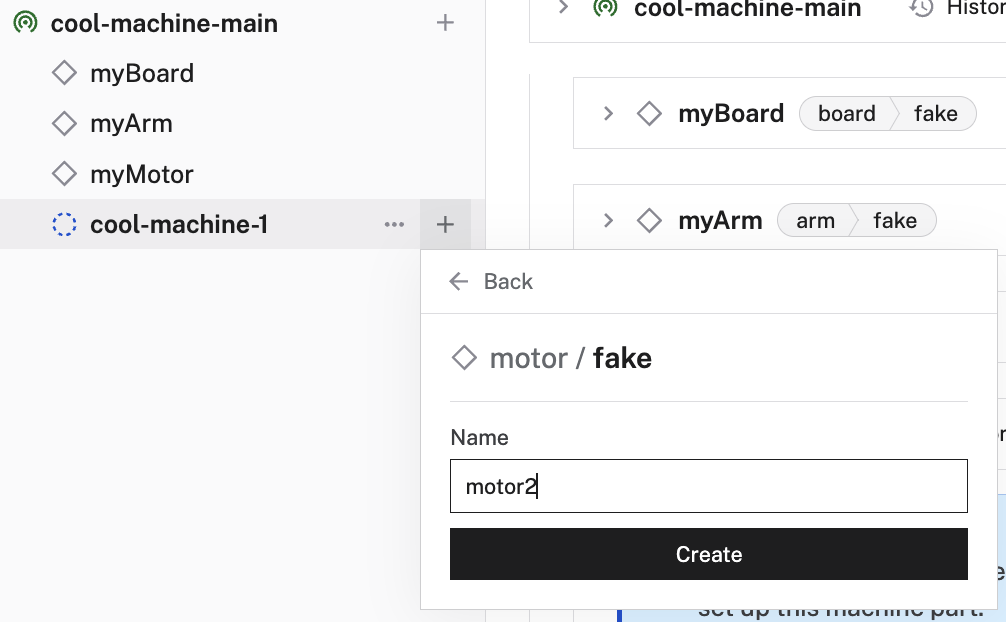 cool-machine-main
myBoard
myArm
myMotor
cool-machine-1
cool-machine-main
myBoard board fake
myArm arm fake
Back
motor / fake
Name
motor2
Create
set up this machine part.